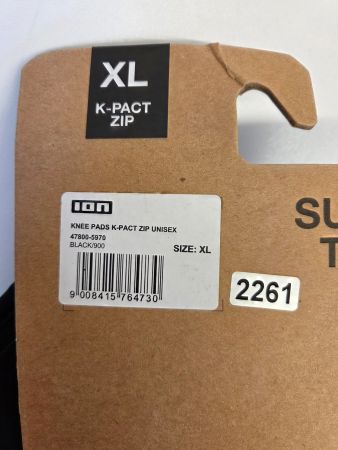 XL
K-PACT
ZIP
ion
KNEE PADS K-PACT ZIP UNISEX
47800-5970
BLACK/900
SIZE: XL
9 008415 764730
2261
SU
T